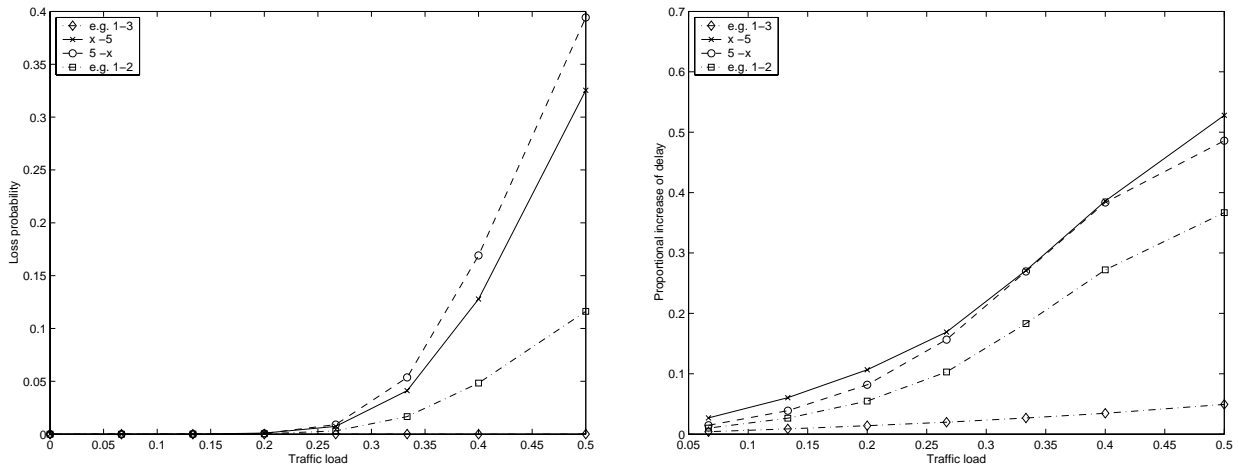 0.4
0.35
0.3
0.25
0.2
0.15
0.1
0.05
0
Loss probability
e.g. 1−3
x −5
5 −x
e.g. 1−2
0 0.05 0.1 0.15 0.2 0.25 0.3 0.35 0.4 0.45 0.5
Traffic load
0.7
0.6
0.5
0.4
0.3
0.2
0.1
0
Proportional increase of delay
e.g. 1−3
x −5
5 −x
e.g. 1−2
0.05 0.1 0.15 0.2 0.25 0.3 0.35 0.4 0.45 0.5
Traffic load